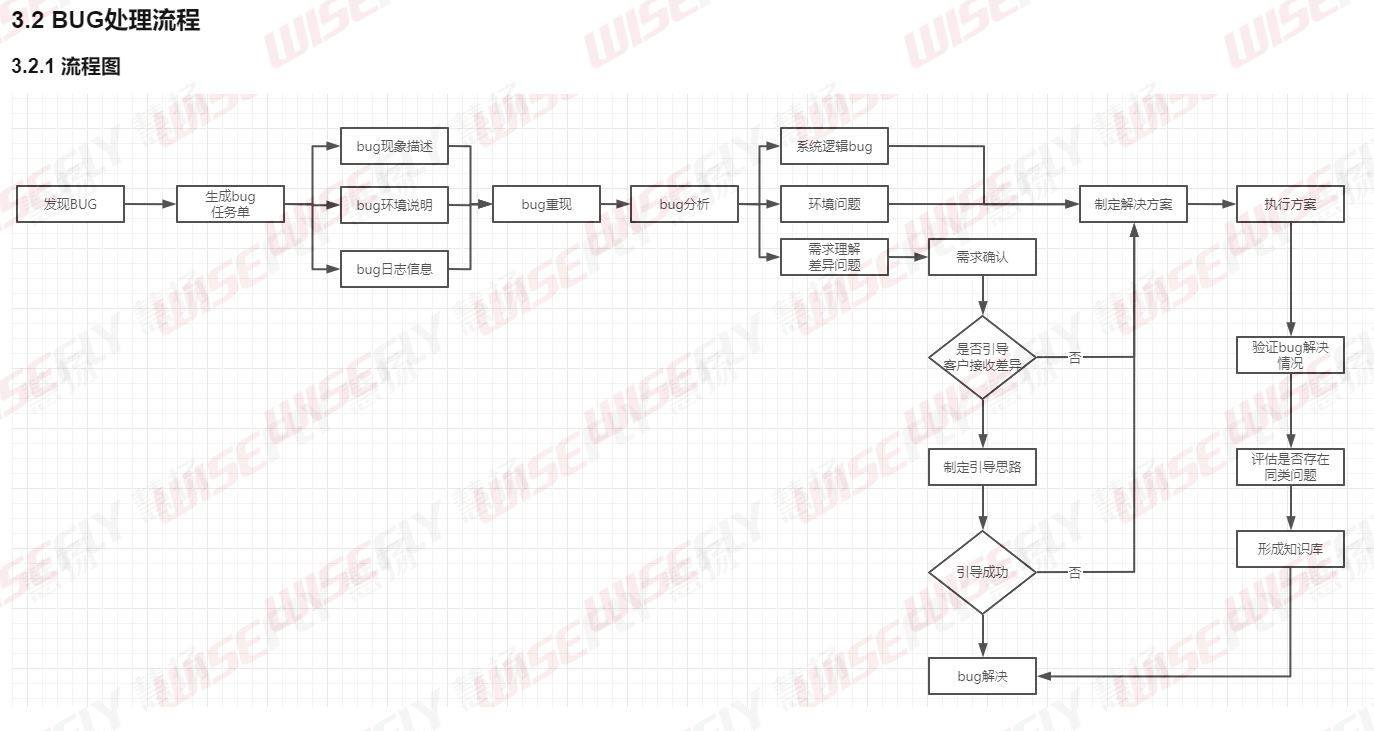 3.2 BUG处理流程
3.2.1 流程图
发现BUG
生成bug
任务单
bug现象描述
bug环境说明
bug日志信息
bug重现
bug分析
系统逻辑bug
环境问题
需求理解
差异问题
需求确认
是否引导
客户接收差异
否
制定引导思路
引导成功
否
bug解决
制定解决方案
执行方案
验证bug解决
情况
评估是否存在
同类问题
形成知识库
慧扬
WISEFLY